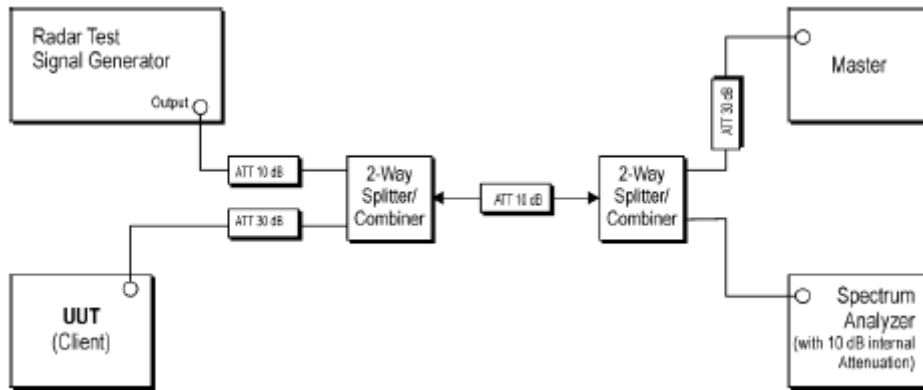 Radar Test
Signal Generator
Output
ATT 10 dB
2-Way
Splitter/
Combiner
ATT 30 dB
UUT
(Client)
ATT 10 dB
2-Way
Splitter/
Combiner
ATT 30 dB
Master
Spectrum
Analyzer
(with 10 dB internal
Attenuation)